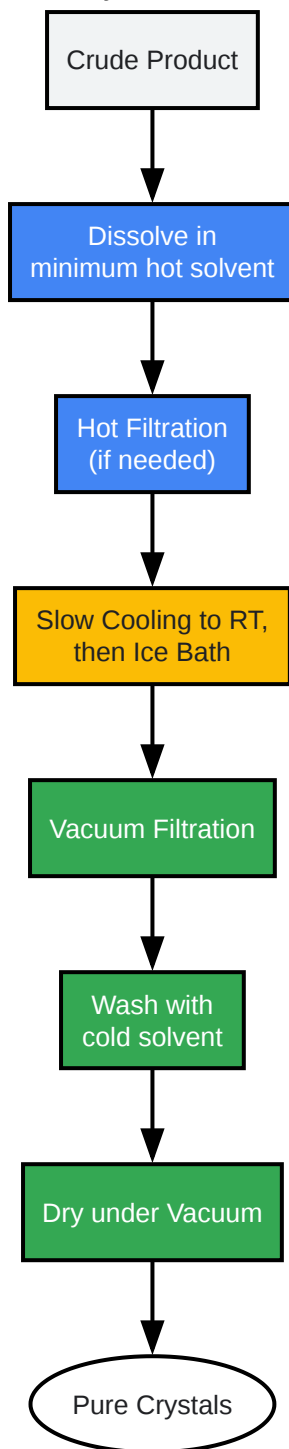 Crude Product
Dissolve in
minimum hot solvent
Hot Filtration
(if needed)
Slow Cooling to RT,
then Ice Bath
Vacuum Filtration
Wash with
cold solvent
Dry under Vacuum
Pure Crystals